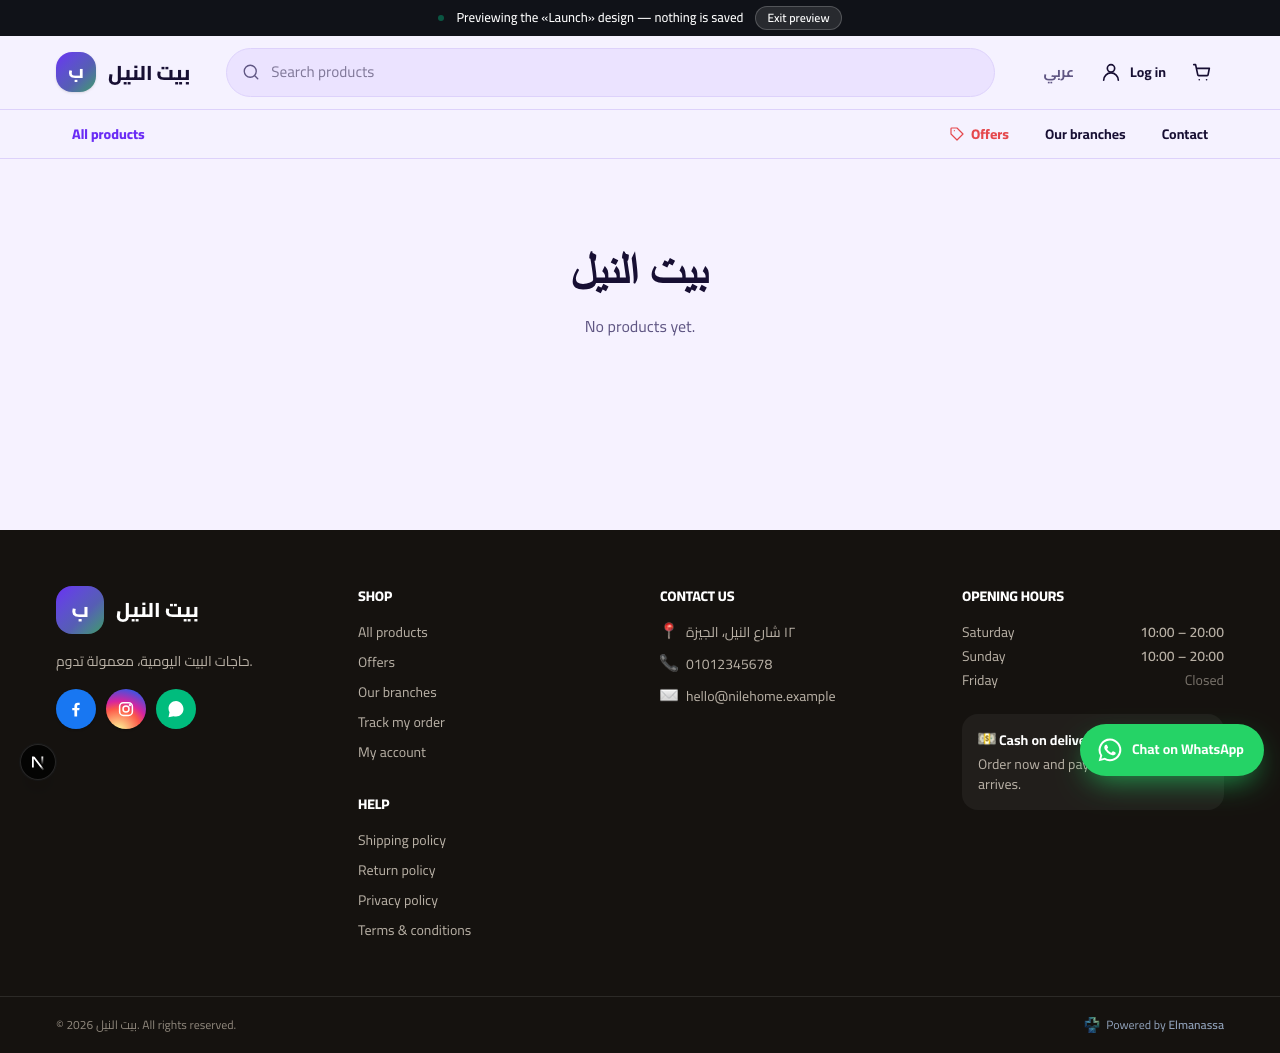 Previewing the «Launch» design — nothing is saved
Exit preview
ب
بيت النيل
Search products
عربي
Log in
All products
Offers
Our branches
Contact
بيت النيل
No products yet.
ب
بيت النيل
حاجات البيت اليومية، معمولة تدوم.
SHOP
All products
Offers
Our branches
Track my order
My account
HELP
Shipping policy
Return policy
Privacy policy
Terms & conditions
CONTACT US
١٢ شارع النيل، الجيزة
01012345678
hello@nilehome.example
OPENING HOURS
Saturday 10:00 – 20:00
Sunday 10:00 – 20:00
Friday Closed
Cash on delive
Order now and pay
arrives.
Chat on WhatsApp
N
© 2026 بيت النيل. All rights reserved.
Powered by Elmanassa